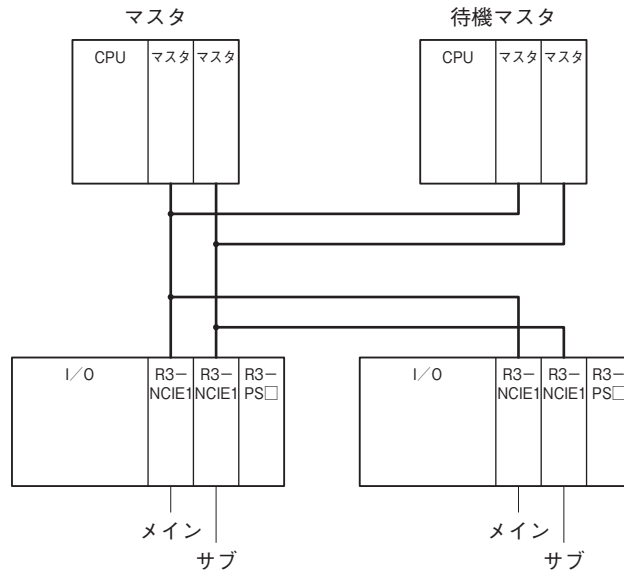 マスタ
待機マスタ
CPU
マスタ
マスタ
CPU
マスタ
マスタ
I/O
R3−
NCIE1
R3−
NCIE1
R3−
PS□
I/O
R3−
NCIE1
R3−
NCIE1
R3−
PS□
メイン
サブ
メイン
サブ